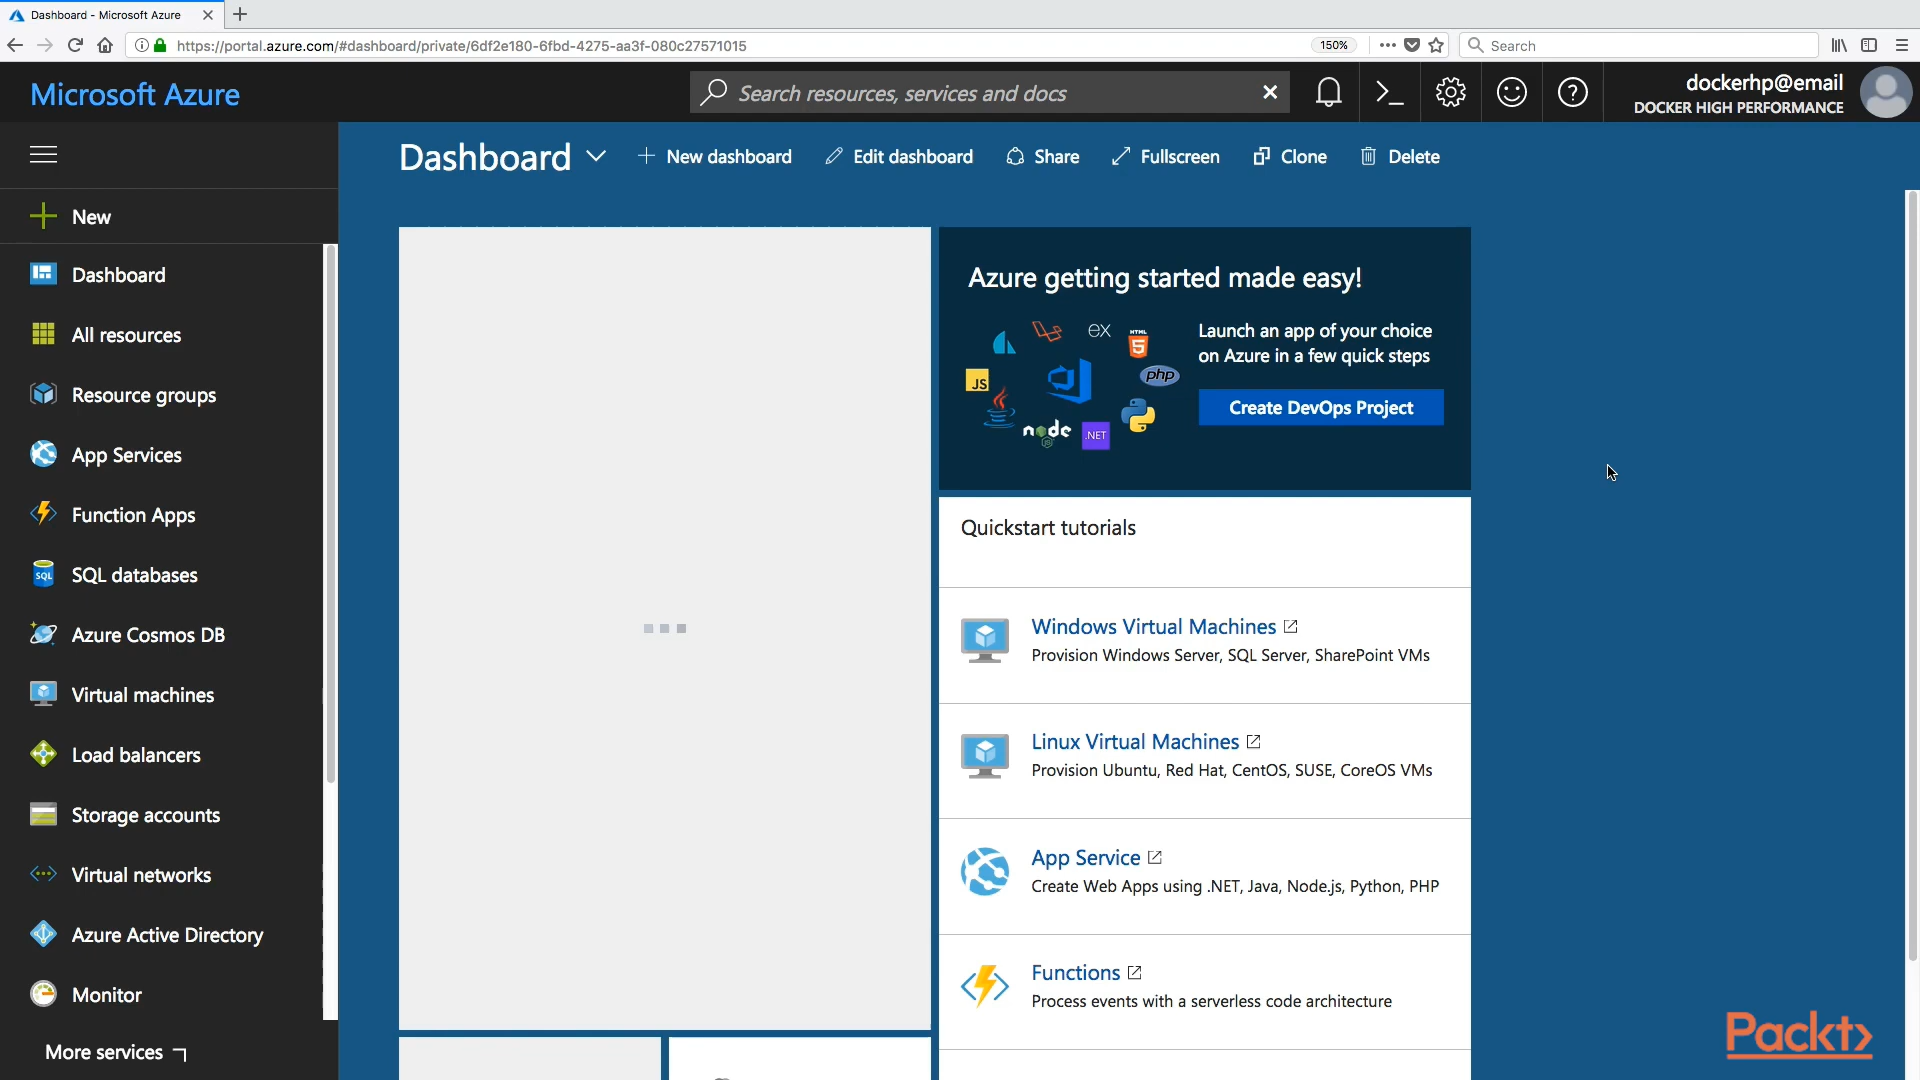 Dashboard - Microsoft Azure
https://portal.azure.com/#dashboard/private/6df2e180-6fbd-4275-aa3f-080c27571015
150%
Search
Microsoft Azure
Search resources, services and docs
dockerhp@email
DOCKER HIGH PERFORMANCE
Dashboard
New dashboard
Edit dashboard
Share
Fullscreen
Clone
Delete
New
Dashboard
All resources
Resource groups
App Services
Function Apps
SQL
SQL databases
Azure Cosmos DB
Virtual machines
Load balancers
Storage accounts
Virtual networks
Azure Active Directory
Monitor
More services
Azure getting started made easy!
ex
HTML
5
JS
php
node
JS
.NET
Launch an app of your choice
on Azure in a few quick steps
Create DevOps Project
Quickstart tutorials
Windows Virtual Machines
Provision Windows Server, SQL Server, SharePoint VMs
Linux Virtual Machines
Provision Ubuntu, Red Hat, CentOS, SUSE, CoreOS VMs
App Service
Create Web Apps using .NET, Java, Node.js, Python, PHP
Functions
Process events with a serverless code architecture
Packt>